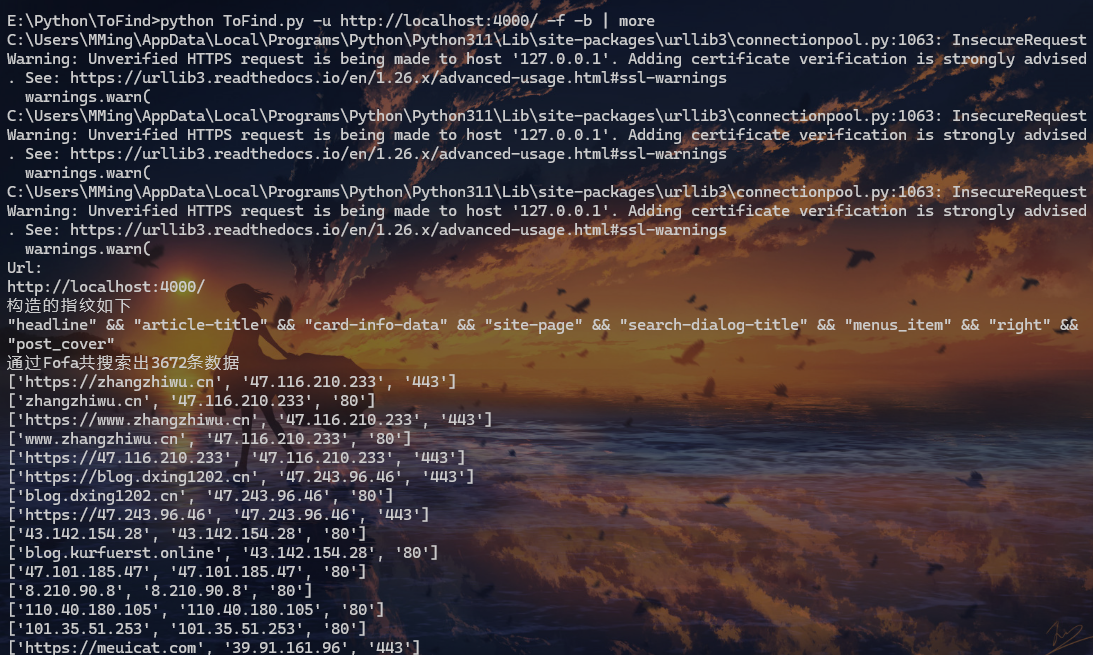 E:\Python\ToFind>python ToFind.py -u http://localhost:4000/ -f -b | more
C:\Users\MMing\AppData\Local\Programs\Python\Python311\Lib\site-packages\urllib3\connectionpool.py:1063: InsecureRequest
Warning: Unverified HTTPS request is being made to host '127.0.0.1'. Adding certificate verification is strongly advised
. See: https://urllib3.readthedocs.io/en/1.26.x/advanced-usage.html#ssl-warnings
  warnings.warn(
C:\Users\MMing\AppData\Local\Programs\Python\Python311\Lib\site-packages\urllib3\connectionpool.py:1063: InsecureRequest
Warning: Unverified HTTPS request is being made to host '127.0.0.1'. Adding certificate verification is strongly advised
. See: https://urllib3.readthedocs.io/en/1.26.x/advanced-usage.html#ssl-warnings
  warnings.warn(
C:\Users\MMing\AppData\Local\Programs\Python\Python311\Lib\site-packages\urllib3\connectionpool.py:1063: InsecureRequest
Warning: Unverified HTTPS request is being made to host '127.0.0.1'. Adding certificate verification is strongly advised
. See: https://urllib3.readthedocs.io/en/1.26.x/advanced-usage.html#ssl-warnings
  warnings.warn(
Url:
http://localhost:4000/
构造的指纹如下
"headline" && "article-title" && "card-info-data" && "site-page" && "search-dialog-title" && "menus_item" && "right" &&
"post_cover"
通过Fofa共搜索出3672条数据
['https://zhangzhiwu.cn', '47.116.210.233', '443']
['zhangzhiwu.cn', '47.116.210.233', '80']
['https://www.zhangzhiwu.cn', '47.116.210.233', '443']
['www.zhangzhiwu.cn', '47.116.210.233', '80']
['https://47.116.210.233', '47.116.210.233', '443']
['https://blog.dxing1202.cn', '47.243.96.46', '443']
['blog.dxing1202.cn', '47.243.96.46', '80']
['https://47.243.96.46', '47.243.96.46', '443']
['43.142.154.28', '43.142.154.28', '80']
['blog.kurfuerst.online', '43.142.154.28', '80']
['47.101.185.47', '47.101.185.47', '80']
['8.210.90.8', '8.210.90.8', '80']
['110.40.180.105', '110.40.180.105', '80']
['101.35.51.253', '101.35.51.253', '80']
['https://meuicat.com', '39.91.161.96', '443']